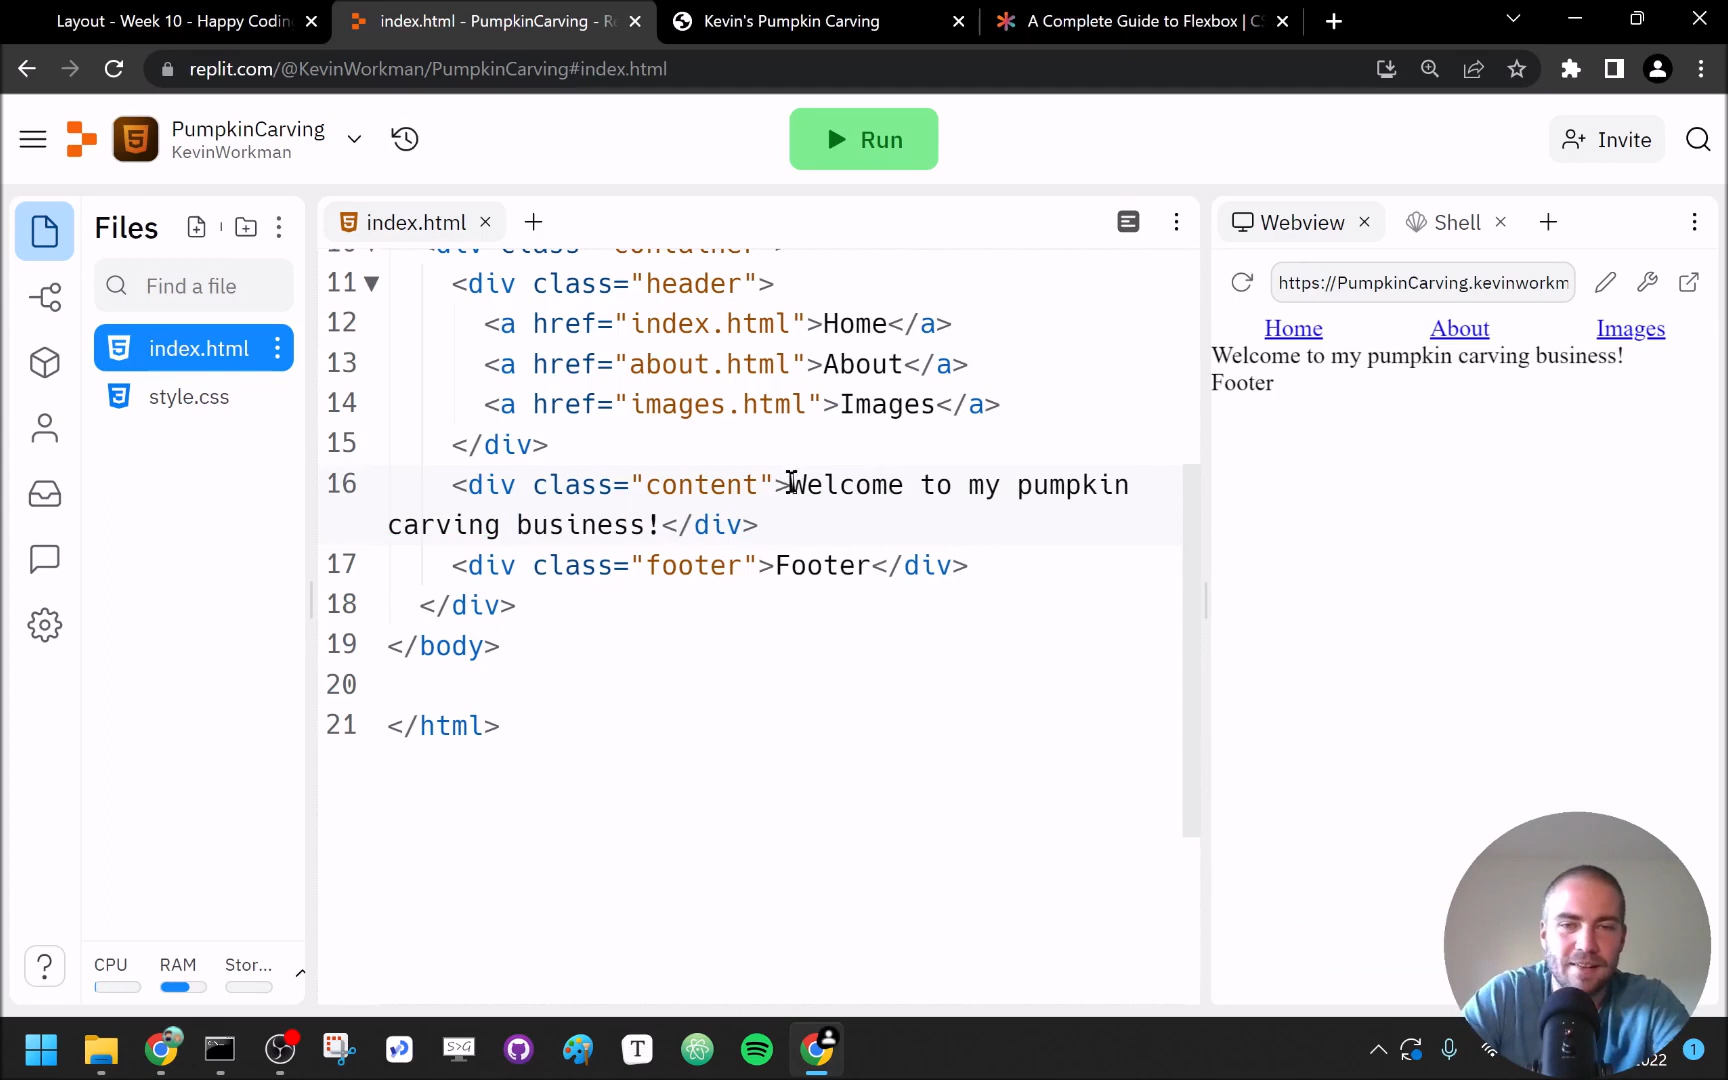 Layout - Week 10 - Happy Codin
index.html - PumpkinCarving - Re
Kevin's Pumpkin Carving
A Complete Guide to Flexbox | CS
replit.com/@KevinWorkman/PumpkinCarving#index.html
PumpkinCarving
KevinWorkman
Run
Invite
Files
index.html
Webview
Shell
Find a file
index.html
style.css
11 <div class="header">
12 <a href="index.html">Home</a>
13 <a href="about.html">About</a>
14 <a href="images.html">Images</a>
15 </div>
16 <div class="content">Welcome to my pumpkin
carving business!</div>
17 <div class="footer">Footer</div>
18 </div>
19 </body>
20
21 </html>
https://PumpkinCarving.kevinworkm
Home About Images
Welcome to my pumpkin carving business!
Footer
CPU RAM Stor...
?
S>G
T
2022
1